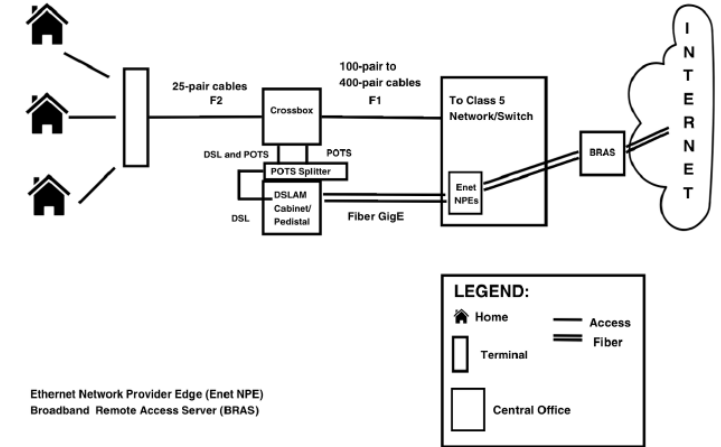 25-pair cables
F2
100-pair to
400-pair cables
F1
Crossbox
To Class 5
Network/Switch
INTERNET
BRAS
DSL and POTS
POTS
POTS Splitter
DSLAM
Cabinet/
Pedistal
DSL
Fiber GigE
Enet
NPEs
LEGEND:
Home
Access
Fiber
Terminal
Central Office
Ethernet Network Provider Edge (Enet NPE)
Broadband Remote Access Server (BRAS)